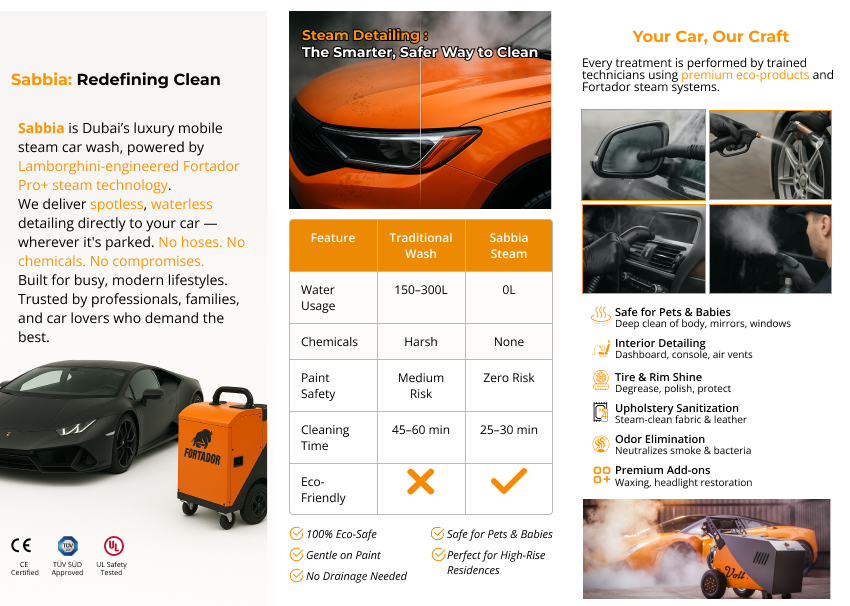 Sabbia: Redefining Clean
Sabbia is Dubai's luxury mobile
steam car wash, powered by
Lamborghini-engineered Fortador
Pro+ steam technology.
We deliver spotless, waterless
detailing directly to your car —
wherever it's parked. No hoses. No
chemicals. No compromises.
Built for busy, modern lifestyles.
Trusted by professionals, families,
and car lovers who demand the
best.
FORTADOR
CE
TÜV
SÜD
UL
CE
Certified
TÜV SÜD
Approved
UL Safety
Tested
Steam Detailing :
The Smarter, Safer Way to Clean
Feature
Traditional
Wash
Sabbia
Steam
Water
Usage
150–300L
0L
Chemicals
Harsh
None
Paint
Safety
Medium
Risk
Zero Risk
Cleaning
Time
45–60 min
25–30 min
Eco-
Friendly
100% Eco-Safe
Gentle on Paint
No Drainage Needed
Safe for Pets & Babies
Perfect for High-Rise
Residences
Your Car, Our Craft
Every treatment is performed by trained
technicians using premium eco-products and
Fortador steam systems.
Safe for Pets & Babies
Deep clean of body, mirrors, windows
Interior Detailing
Dashboard, console, air vents
Tire & Rim Shine
Degrease, polish, protect
Upholstery Sanitization
Steam-clean fabric & leather
Odor Elimination
Neutralizes smoke & bacteria
Premium Add-ons
Waxing, headlight restoration
Volt